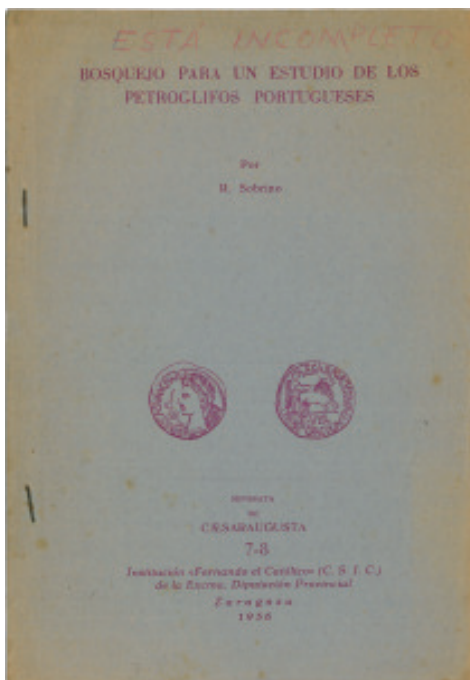 ESTÁ INCOMPLETO
BOSQUEJO PARA UN ESTUDIO DE LOS
PETROGLIFOS PORTUGUESES
Por
R. Sobrino
SEPARATA
DE
CÆSARAUGUSTA
7-8
Institución «Fernando el Católico» (C. S. I. C.)
de la Excma. Diputación Provincial
Zaragoza
1956